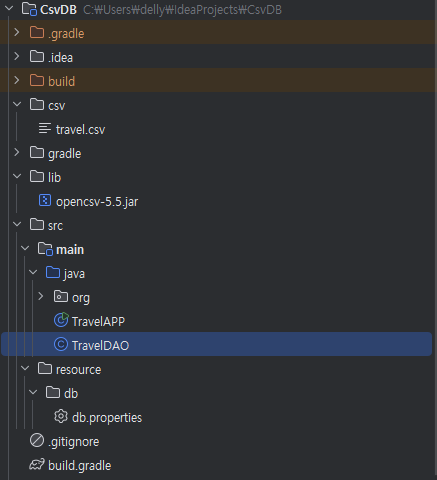 CsvDB C:₩Users₩delly₩IdeaProjects₩CsvDB
.gradle
.idea
build
csv
travel.csv
gradle
lib
opencsv-5.5.jar
src
main
java
org
TravelAPP
TravelDAO
resource
db
db.properties
.gitignore
build.gradle